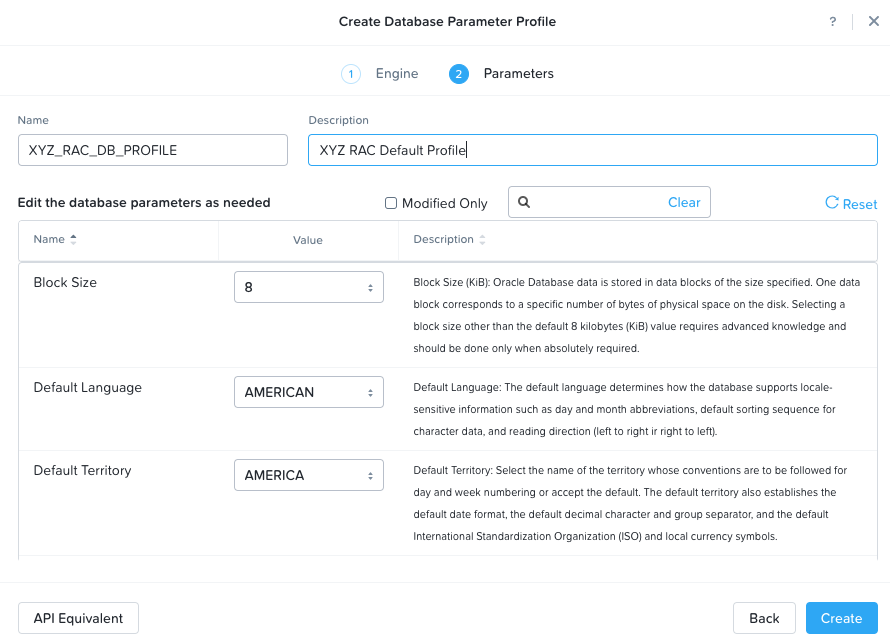 Create Database Parameter Profile
?
1 Engine 2 Parameters
Name Description
XYZ_RAC_DB_PROFILE XYZ RAC Default Profile
Edit the database parameters as needed Modified Only Clear Reset
Name Value Description
Block Size 8 Block Size (KiB): Oracle Database data is stored in data blocks of the size specified. One data
block corresponds to a specific number of bytes of physical space on the disk. Selecting a
block size other than the default 8 kilobytes (KiB) value requires advanced knowledge and
should be done only when absolutely required.
Default Language AMERICAN Default Language: The default language determines how the database supports locale-
sensitive information such as day and month abbreviations, default sorting sequence for
character data, and reading direction (left to right ir right to left).
Default Territory AMERICA Default Territory: Select the name of the territory whose conventions are to be followed for
day and week numbering or accept the default. The default territory also establishes the
default date format, the default decimal character and group separator, and the default
International Standardization Organization (ISO) and local currency symbols.
API Equivalent Back Create